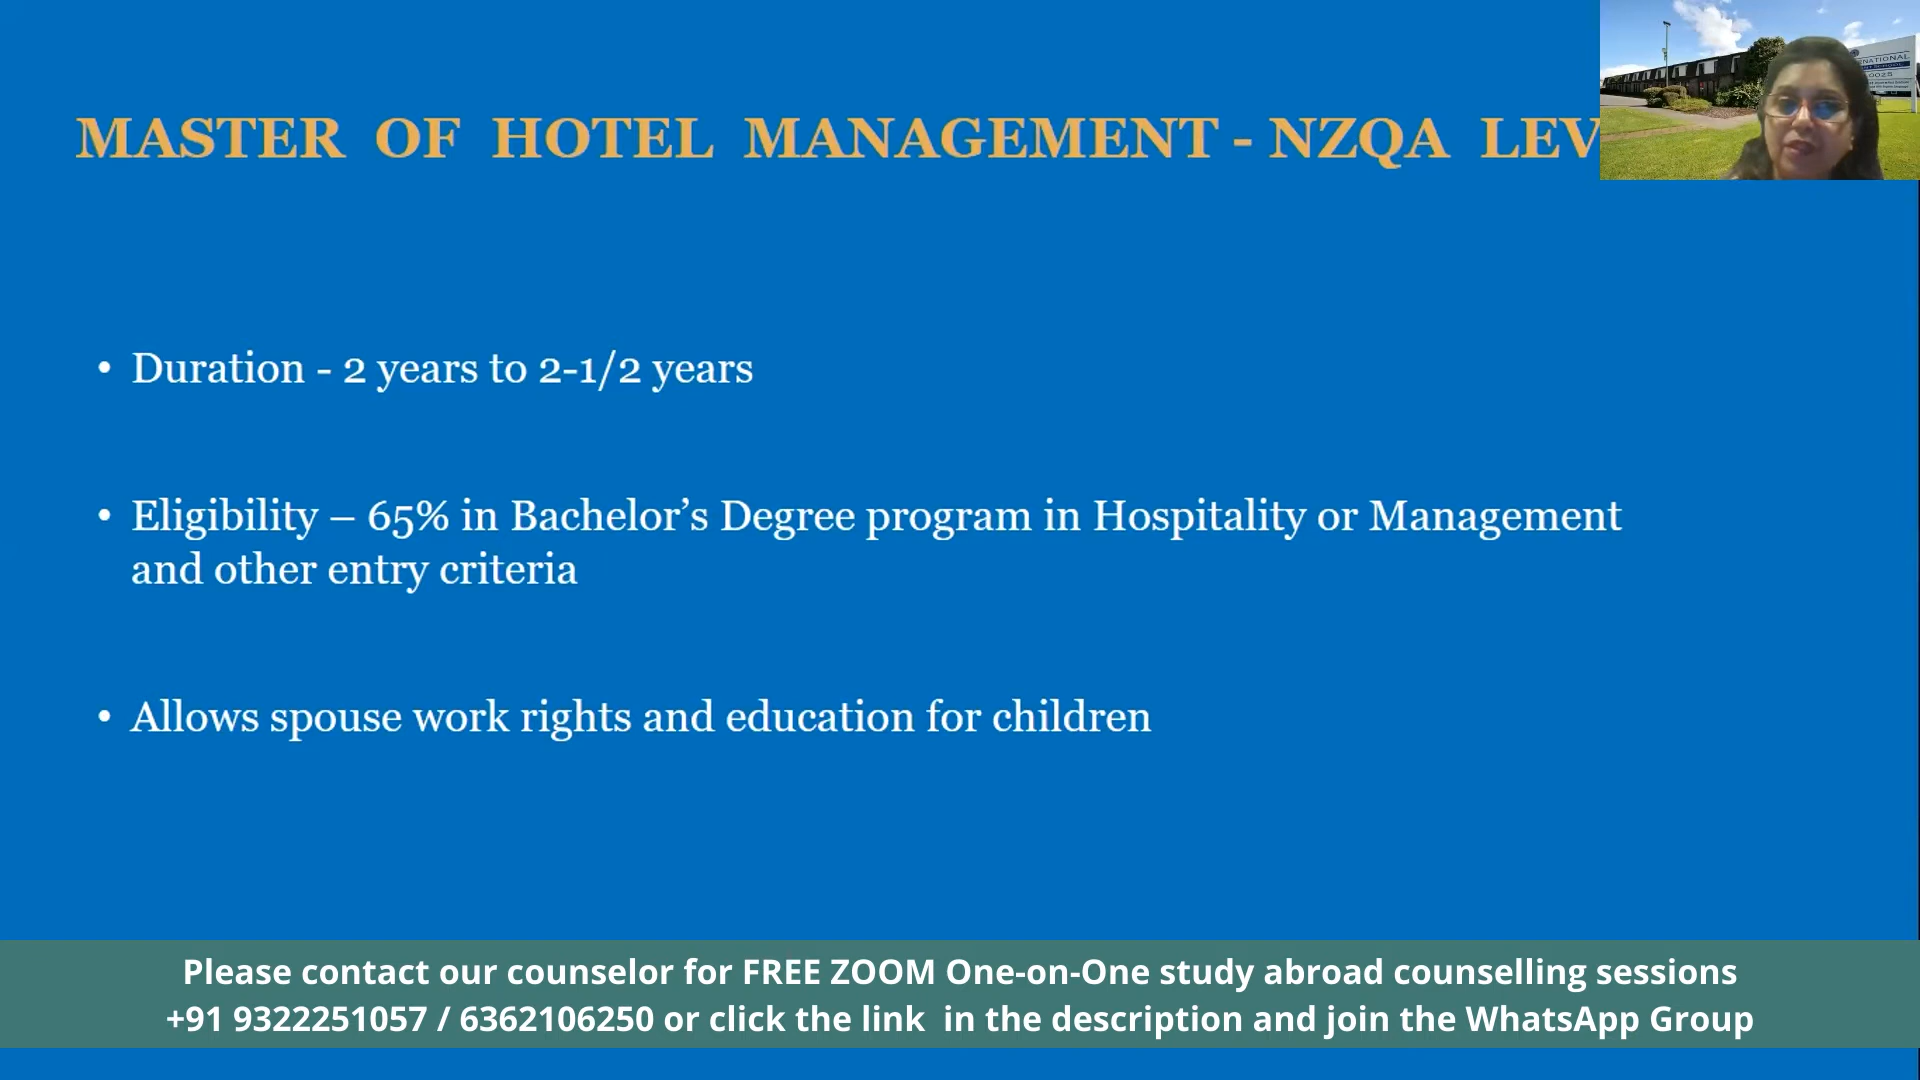 MASTER OF HOTEL MANAGEMENT - NZQA
• Duration - 2 years to 2-1/2 years
• Eligibility – 65% in Bachelor’s Degree program in Hospitality or Management
and other entry criteria
• Allows spouse work rights and education for children
Please contact our counselor for FREE ZOOM One-on-One study abroad counselling sessions
+91 9322251057 / 6362106250 or click the link in the description and join the WhatsApp Group